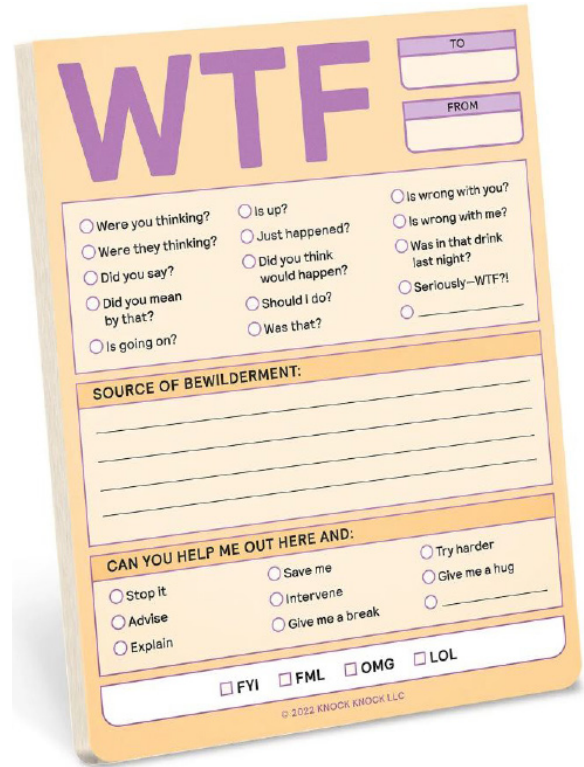 WTF
TO
FROM
Were you thinking?
Were they thinking?
Did you say?
Did you mean
by that?
Is going on?
Is up?
Just happened?
Did you think
would happen?
Should I do?
Was that?
Is wrong with you?
Is wrong with me?
Was in that drink
last night?
Seriously—WTF?!
SOURCE OF BEWILDERMENT:
CAN YOU HELP ME OUT HERE AND:
Stop it
Advise
Explain
Save me
Intervene
Give me a break
Try harder
Give me a hug
FYI FML OMG LOL
© 2022 KNOCK KNOCK LLC